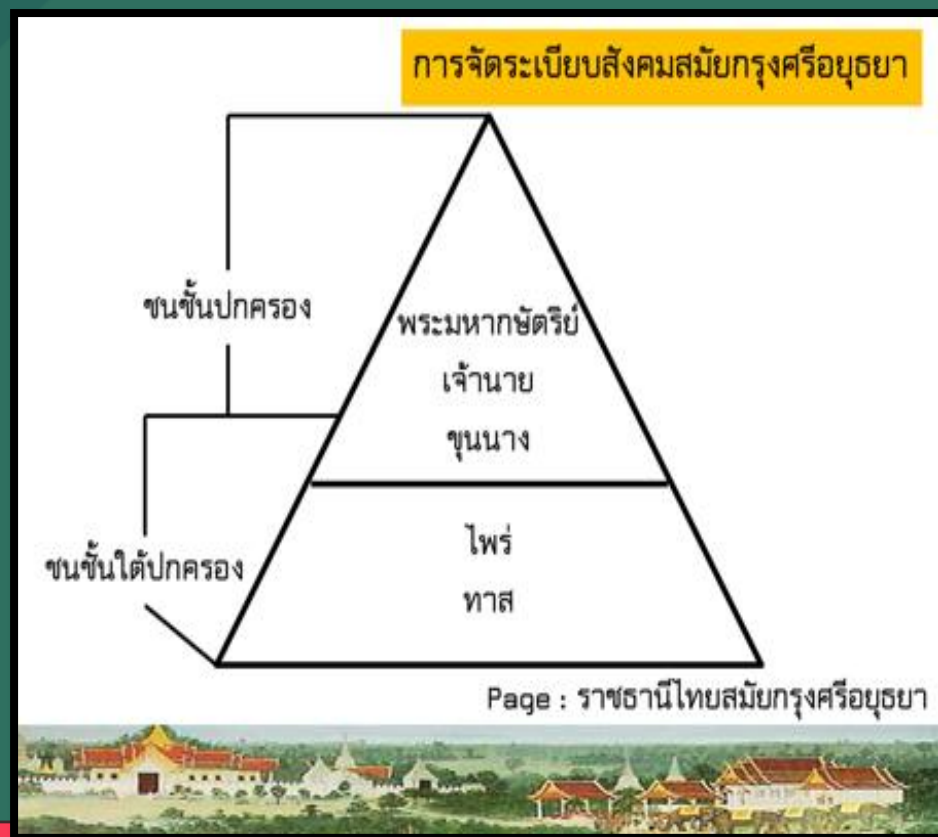 การจัดระเบียบสังคมสมัยกรุงศรีอยุธยา
ชนชั้นปกครอง
พระมหากษัตริย์
เจ้านาย
ขุนนาง
ชนชั้นใต้ปกครอง
ไพร่
ทาส
Page : ราชธานีไทยสมัยกรุงศรีอยุธยา